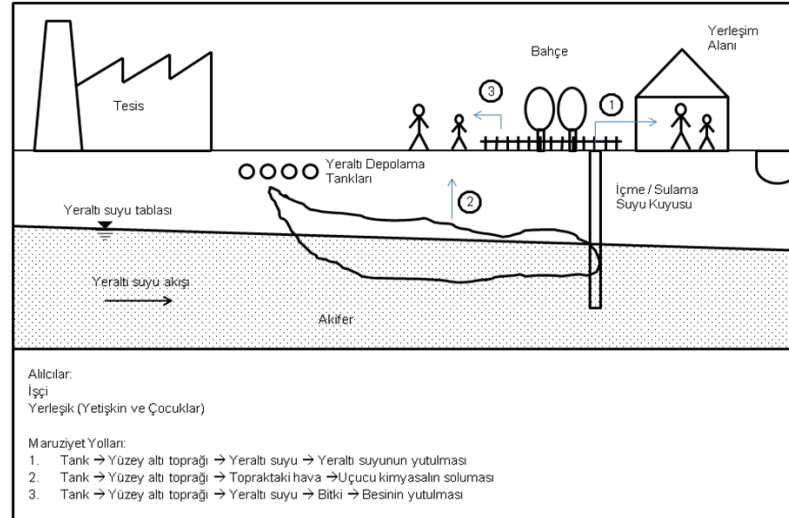 Yerleşim
Alanı
Bahçe
3
1
Tesis
Yeraltı Depolama
Tankları
İçme / Sulama
Suyu Kuyusu
2
Yeraltı suyu tablası
Yeraltı suyu akışı
Akifer
Alılcılar:
İşçi
Yerleşik (Yetişkin ve Çocuklar)
Maruziyet Yolları:
1. Tank → Yüzey altı toprağı → Yeraltı suyu → Yeraltı suyunun yutulması
2. Tank → Yüzey altı toprağı → Topraktaki hava → Uçucu kimyasalın soluması
3. Tank → Yüzey altı toprağı → Yeraltı suyu → Bitki → Besinin yutulması